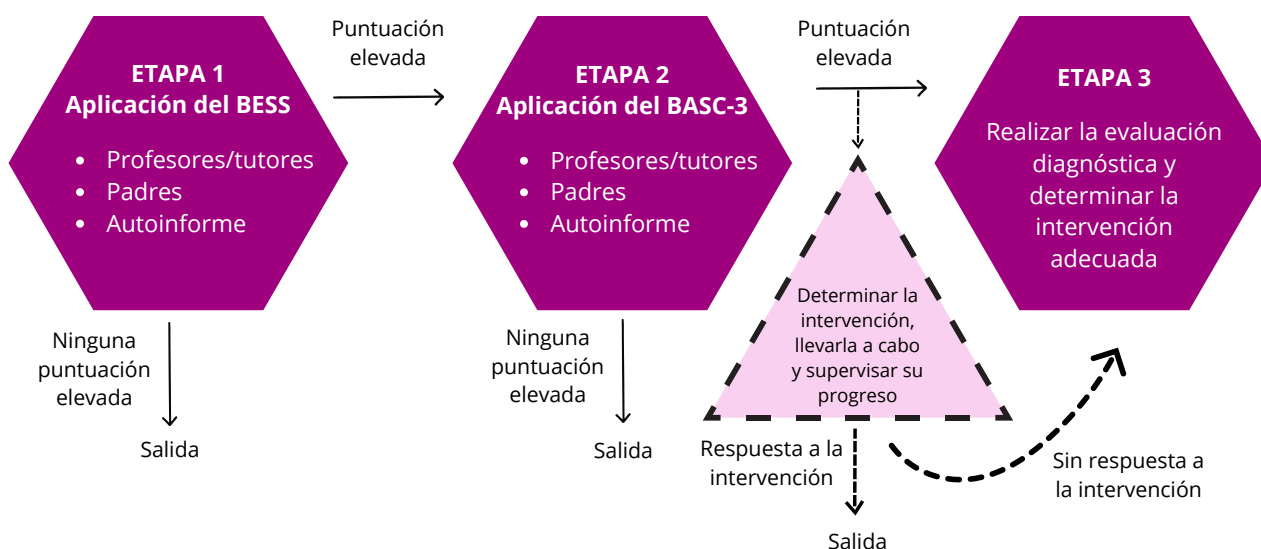 ETAPA 1
Aplicación del BESS
• Profesores/tutores
• Padres
• Autoinforme
Puntuación
elevada
Ninguna
puntuación
elevada
Salida
ETAPA 2
Aplicación del BASC-3
• Profesores/tutores
• Padres
• Autoinforme
Puntuación
elevada
Ninguna
puntuación
elevada
Salida
Determinar la
intervención,
llevarla a cabo
y supervisar su
progreso
Respuesta a la
intervención
Salida
Sin respuesta a
la intervención
ETAPA 3
Realizar la evaluación
diagnóstica y
determinar la
intervención
adecuada